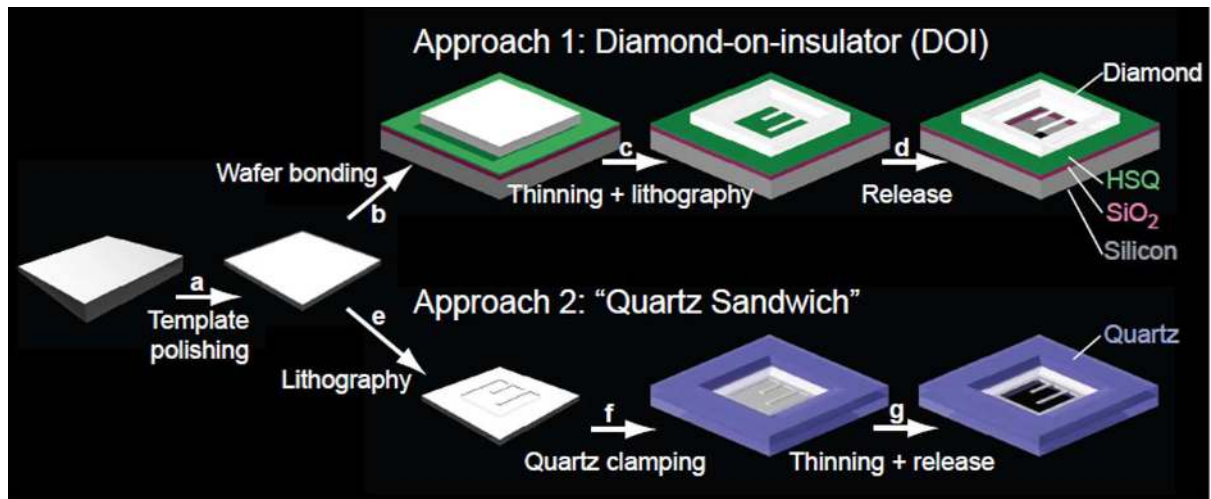 Approach 1: Diamond-on-insulator (DOI)
Diamond
Wafer bonding
b
c
Thinning + lithography
d
Release
HSQ
SiO₂
Silicon
a
Template
polishing
e
Lithography
Approach 2: “Quartz Sandwich”
Quartz
f
Quartz clamping
g
Thinning + release